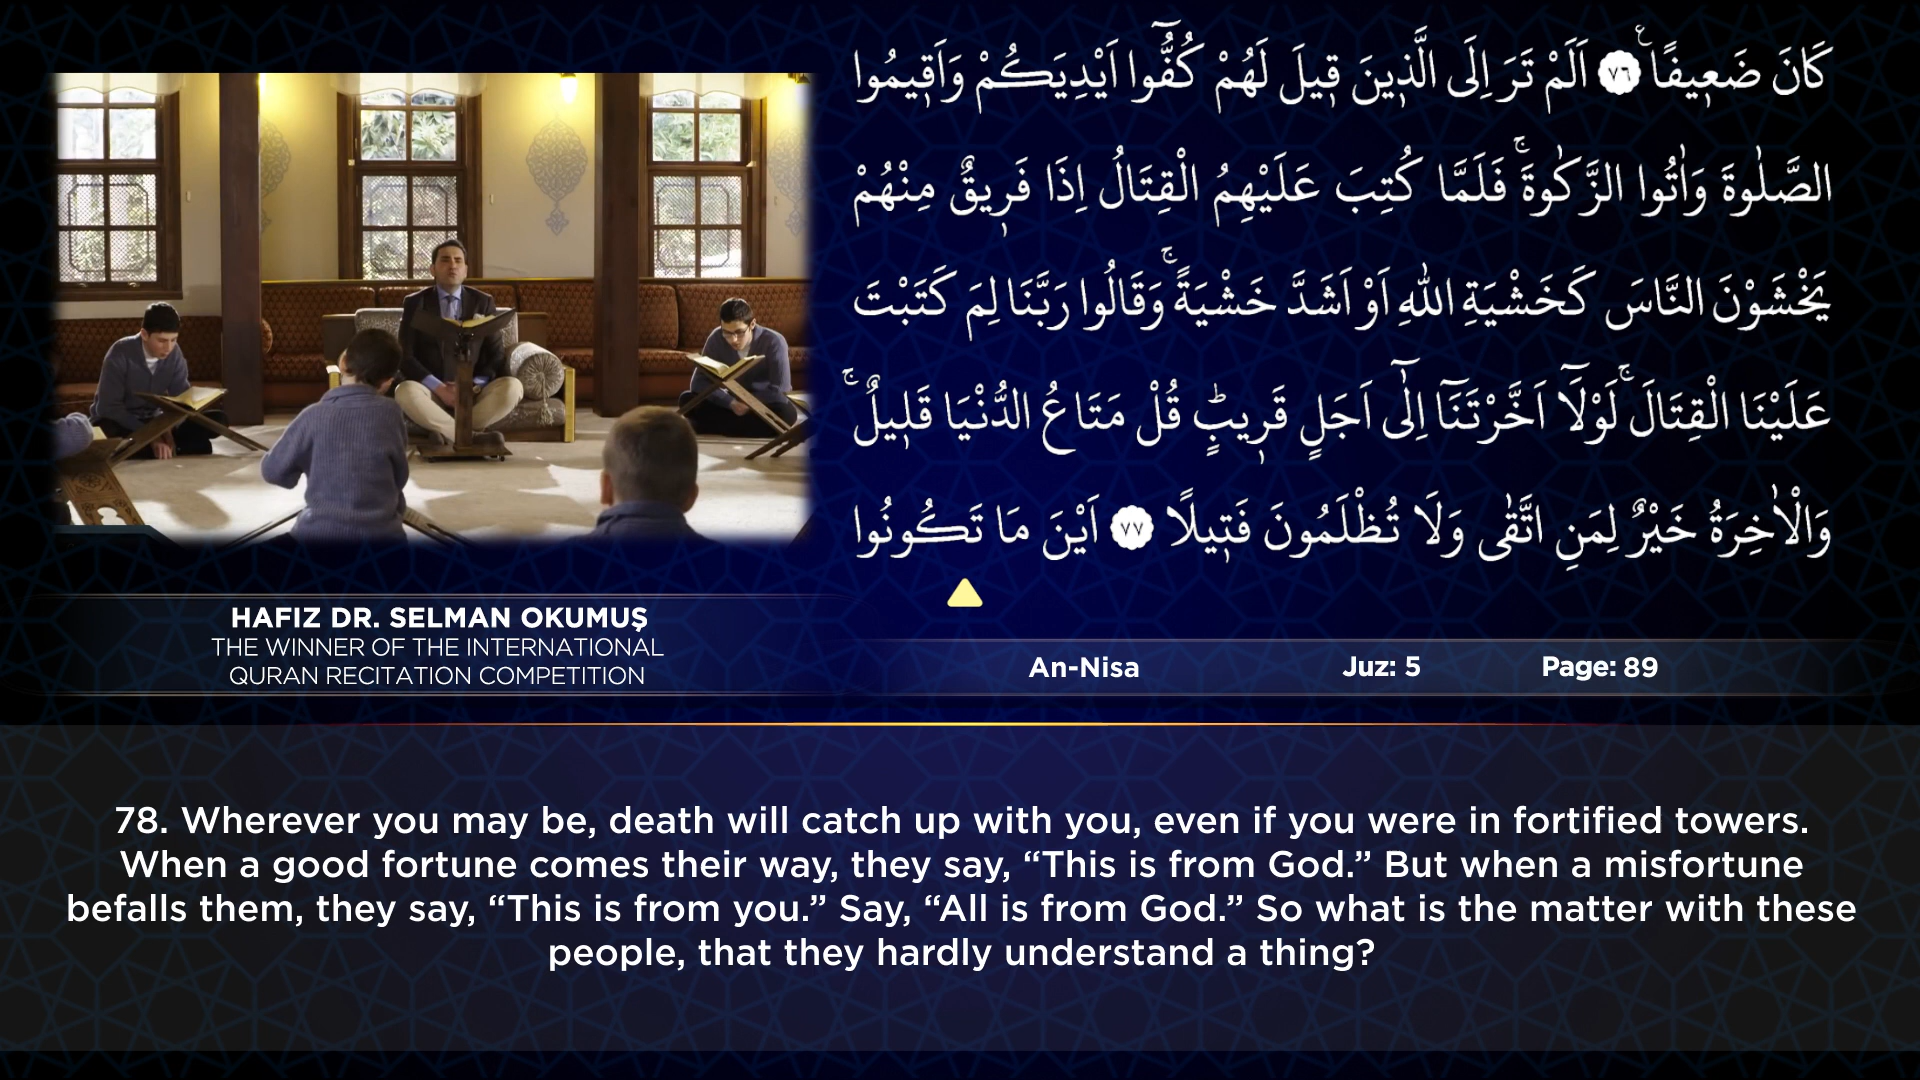 كَانَ ضَعٖيفًاࣖ ﴿٧٦﴾ اَلَمْ تَرَ اِلَى الَّذٖينَ قٖيلَ لَهُمْ كُفُّٓوا اَيْدِيَكُمْ وَاَقٖيمُوا
الصَّلٰوةَ وَاٰتُوا الزَّكٰوةَۚ فَلَمَّا كُتِبَ عَلَيْهِمُ الْقِتَالُ اِذَا فَرٖيقٌ مِنْهُمْ
يَخْشَوْنَ النَّاسَ كَخَشْيَةِ اللّٰهِ اَوْ اَشَدَّ خَشْيَةًۚ وَقَالُوا رَبَّنَا لِمَ كَتَبْتَ
عَلَيْنَا الْقِتَالَۚ لَوْلَٓا اَخَّرْتَنَٓا اِلٰٓى اَجَلٍ قَرٖيبٍؕ قُلْ مَتَاعُ الدُّنْيَا قَلٖيلٌۚ
وَالْاٰخِرَةُ خَيْرٌ لِمَنِ اتَّقٰى وَلَا تُظْلَمُونَ فَتٖيلًا ﴿٧٧﴾ اَيْنَ مَا تَكُونُوا
HAFIZ DR. SELMAN OKUMUŞ
THE WINNER OF THE INTERNATIONAL
QURAN RECITATION COMPETITION
An-Nisa Juz: 5 Page: 89
78. Wherever you may be, death will catch up with you, even if you were in fortified towers.
When a good fortune comes their way, they say, “This is from God.” But when a misfortune
befalls them, they say, “This is from you.” Say, “All is from God.” So what is the matter with these
people, that they hardly understand a thing?